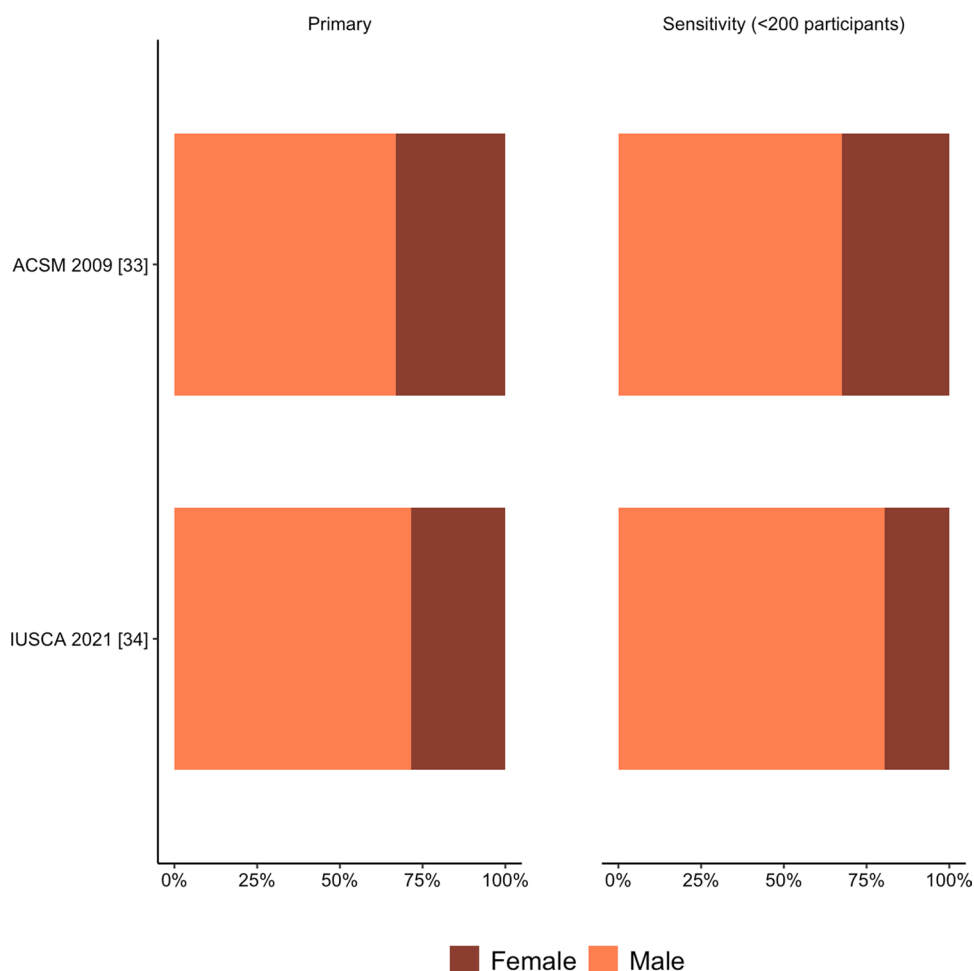 Primary
Sensitivity (<200 participants)
ACSM 2009 [33]
IUSCA 2021 [34]
0% 25% 50% 75% 100%
0% 25% 50% 75% 100%
Female Male